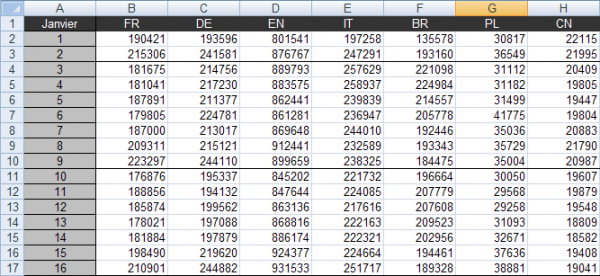 A B C D E F G H
1 Janvier FR DE EN IT BR PL CN
2 1 190421 193596 801541 197258 135578 30817 22115
3 2 215306 241581 876767 247291 193160 36549 21995
4 3 181675 214756 889793 257629 221098 31112 20409
5 4 181041 217230 883575 258937 224984 31182 19805
6 5 187891 211377 862441 239839 214557 31499 19447
7 6 179805 224781 861281 236947 205778 41775 19804
8 7 187000 213017 869648 244010 192446 35036 20883
9 8 209311 215121 912441 232589 193343 35729 21790
10 9 223297 244110 899659 238325 184475 35004 20987
11 10 176876 195337 845202 221732 196664 30050 19607
12 11 188856 194132 847644 224085 207779 29568 19879
13 12 185874 199562 863136 217616 207608 29258 19548
14 13 178021 197088 868816 222163 209523 31093 18809
15 14 181884 197879 886174 222321 202956 32671 18582
16 15 198490 219620 924377 224664 194461 37636 19408
17 16 210901 244882 931533 251717 189328 38881 19041